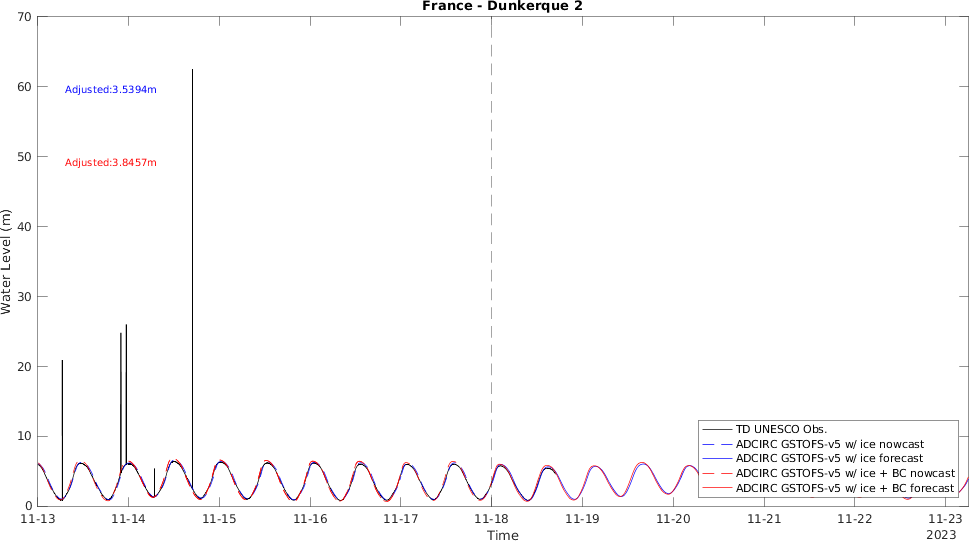 France - Dunkerque 2
70
60
50
40
30
20
10
0
Water Level (m)
Adjusted:3.5394m
Adjusted:3.8457m
TD UNESCO Obs.
ADCIRC GSTOFS-v5 w/ ice nowcast
ADCIRC GSTOFS-v5 w/ ice forecast
ADCIRC GSTOFS-v5 w/ ice + BC nowcast
ADCIRC GSTOFS-v5 w/ ice + BC forecast
11-13 11-14 11-15 11-16 11-17 11-18 11-19 11-20 11-21 11-22 11-23
Time
2023